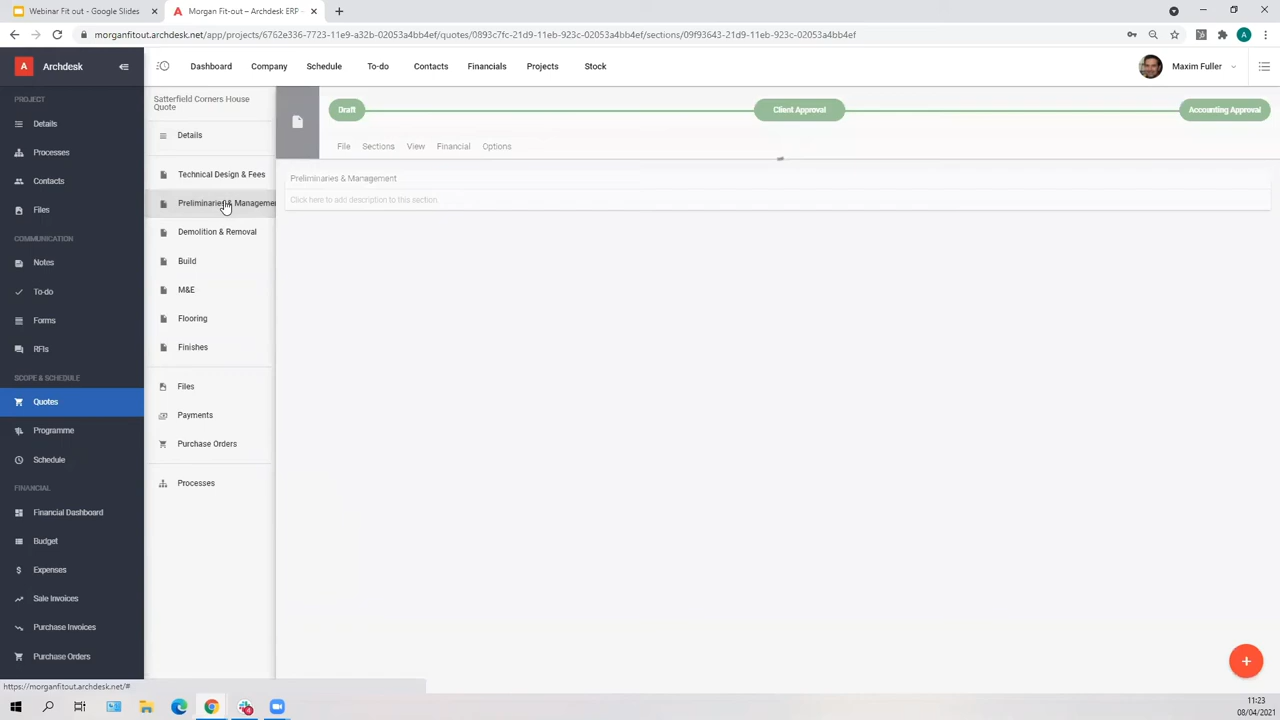 Webinar Fit out - Google Slides
Morgan Fit-out – Archdesk ERP -
morganfitout.archdesk.net/app/projects/6762e336-7723-11e9-a32b-02053a4bb4ef/quotes/0893c7fc-21d9-11eb-923c-02053a4bb4ef/sections/09f93643-21d9-11eb-923c-02053a4bb4ef
A
A
Archdesk
Dashboard Company Schedule To-do Contacts Financials Projects Stock
Maxim Fuller
PROJECT
Details
Processes
Contacts
Files
COMMUNICATION
Notes
To-do
Forms
RFIs
SCOPE & SCHEDULE
Quotes
Programme
Schedule
FINANCIAL
Financial Dashboard
Budget
Expenses
Sale Invoices
Purchase Invoices
Purchase Orders
Satterfield Corners House
Quote
Details
Technical Design & Fees
Preliminaries & Managemen
Demolition & Removal
Build
M&E
Flooring
Finishes
Files
Payments
Purchase Orders
Processes
Draft Client Approval Accounting Approval
File Sections View Financial Options
Preliminaries & Management
Click here to add description to this section
+
https://morganfitout.archdesk.net/#
11:23
08/04/2021